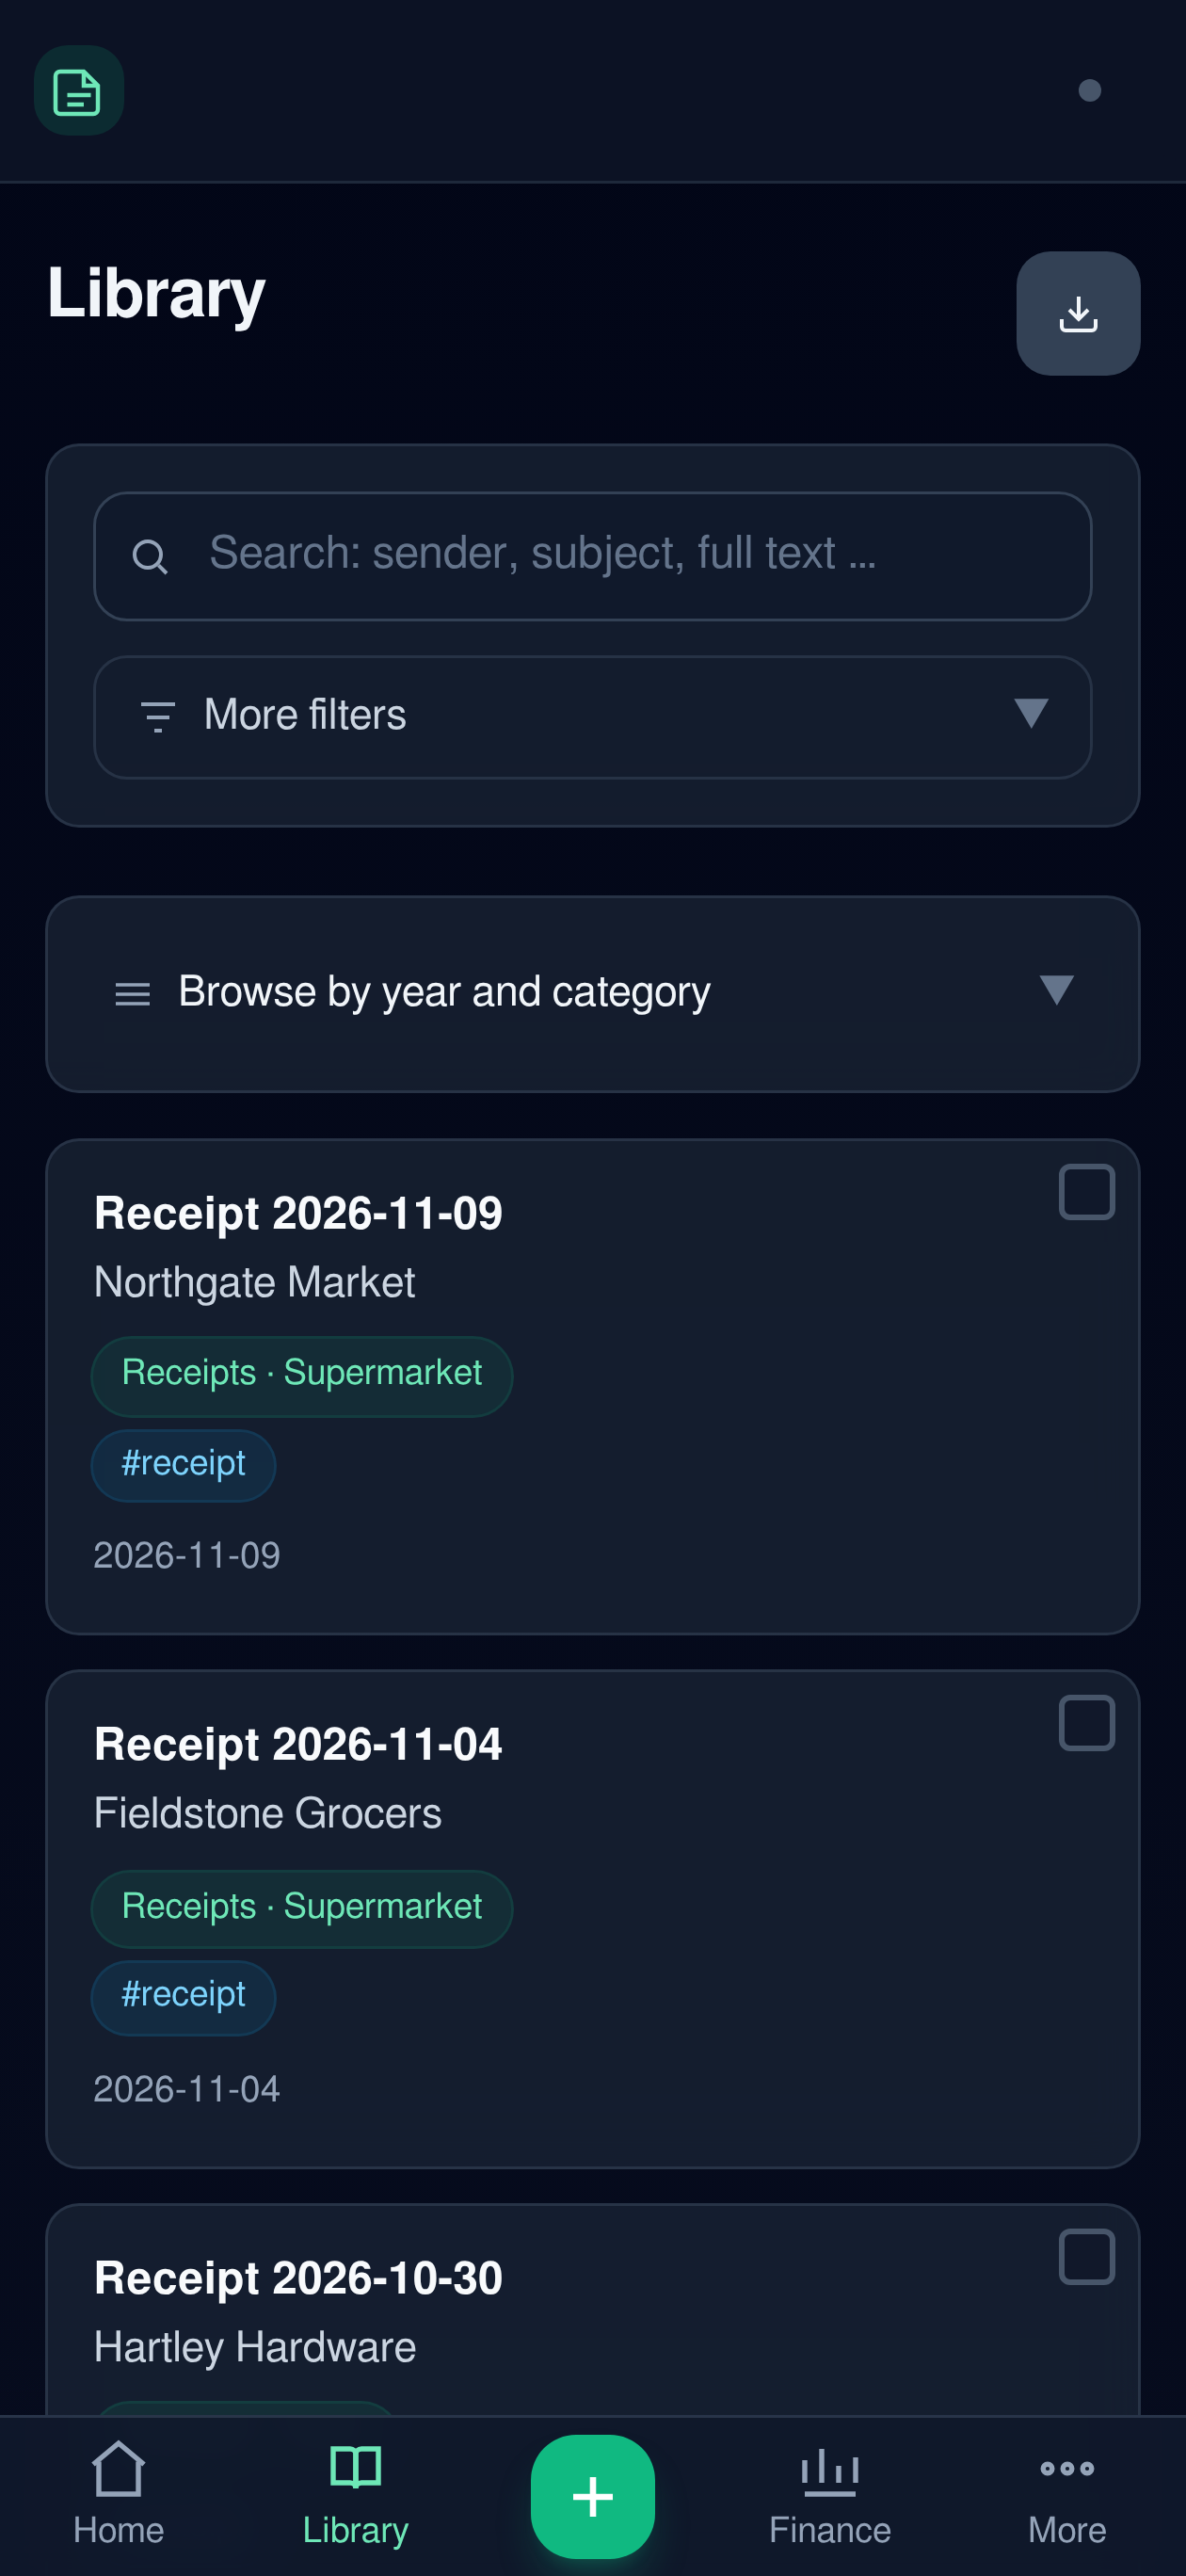 Library
Search: sender, subject, full text ...
More filters
Browse by year and category
Receipt 2026-11-09
Northgate Market
Receipts · Supermarket
#receipt
2026-11-09
Receipt 2026-11-04
Fieldstone Grocers
Receipts · Supermarket
#receipt
2026-11-04
Receipt 2026-10-30
Hartley Hardware
Home
Library
Finance
More